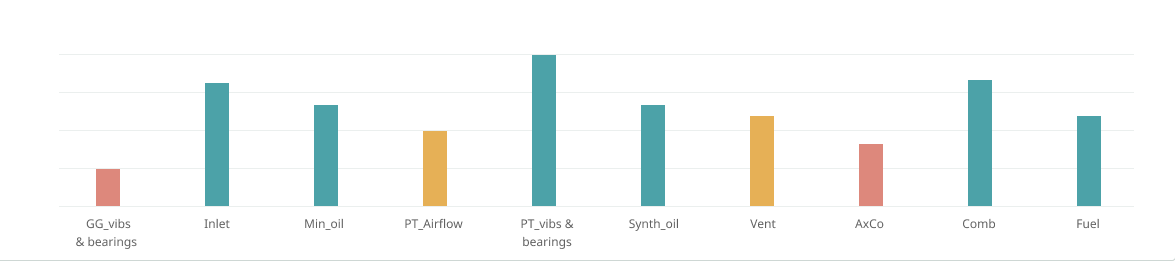 GG_vibs
& bearings
Inlet
Min_oil
PT_Airflow
PT_vibs &
bearings
Synth_oil
Vent
AxCo
Comb
Fuel